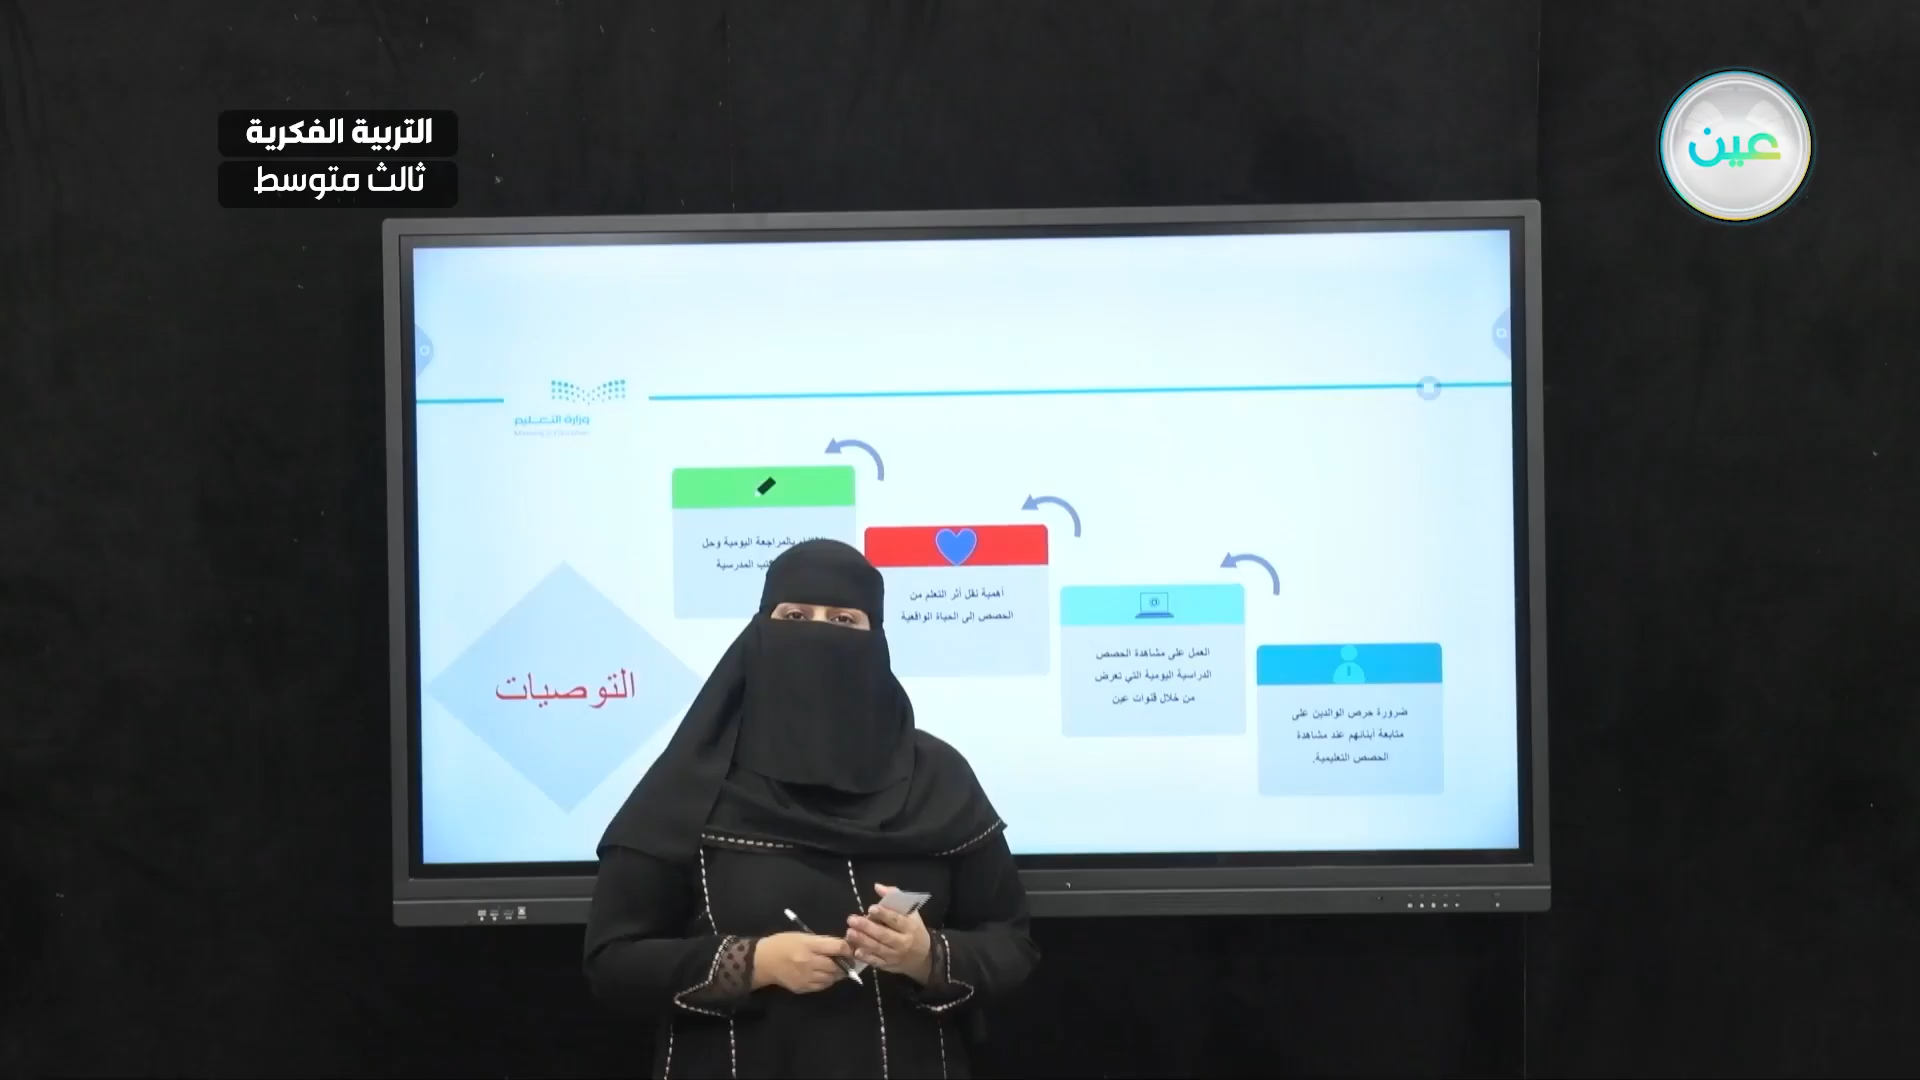 التربية الفكرية
ثالث متوسط
عين
وزارة التعليم
التوصيات
ضرورة حرص الوالدين على
متابعة أبنائهم عند مشاهدة
الحصص التعليمية.
العمل على مشاهدة الحصص
الدراسية اليومية التي تعرض
من خلال قنوات عين
أهمية نقل أثر التعلم من
الحصص إلى الحياة الواقعية
بالمراجعة اليومية وحل
المدرسية